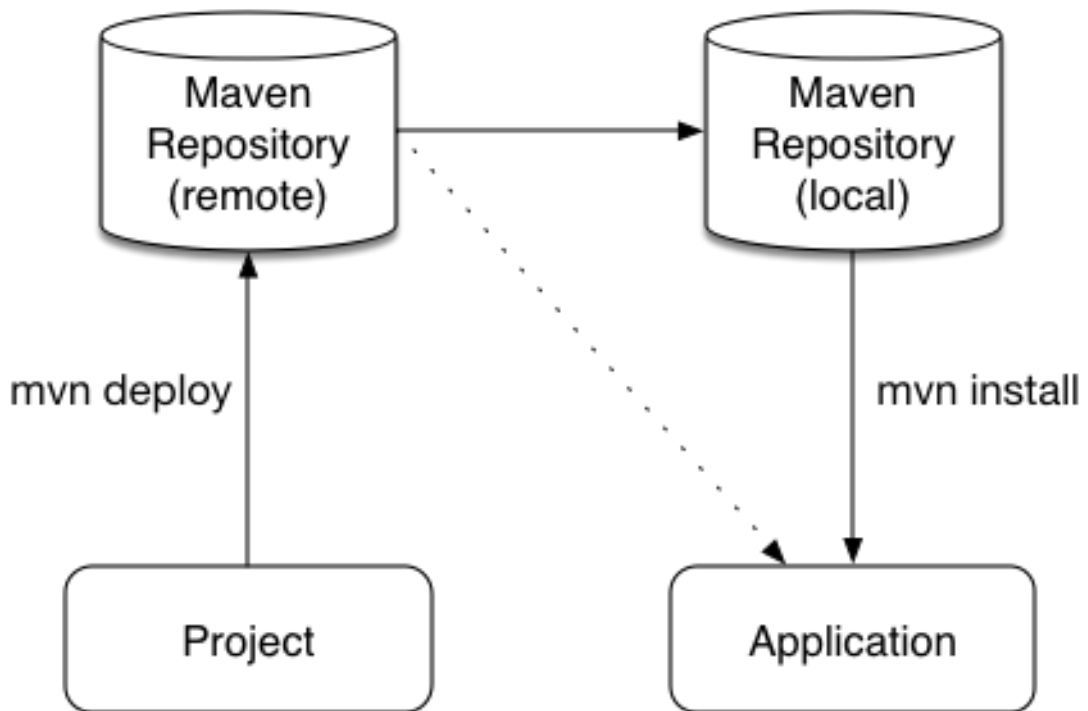 Maven
Repository
(remote)
Maven
Repository
(local)
mvn deploy
mvn install
Project
Application